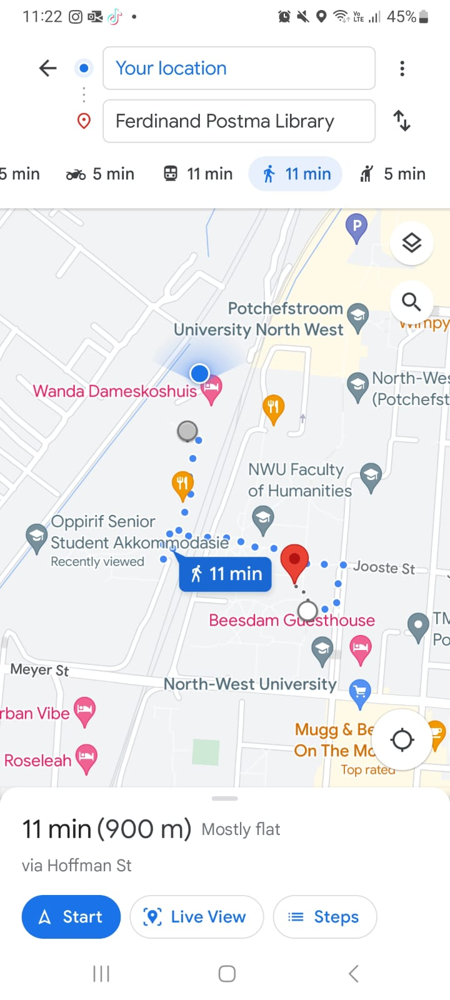 11:22
Vo
LTE
45%
Your location
Ferdinand Postma Library
5 min
5 min
11 min
11 min
5 min
P
Potchefstroom
University North West
Wimpy
Wanda Dameskoshuis
North-Wes
(Potchefst
NWU Faculty
of Humanities
Oppirif Senior
Student Akkommodasie
Recently viewed
11 min
Jooste St
Beesdam Guesthouse
TM
Po
Meyer St
North-West University
rban Vibe
Mugg & Be
On The Mo
Top rated
Roseleah
11 min (900 m) Mostly flat
via Hoffman St
Start
Live View
Steps